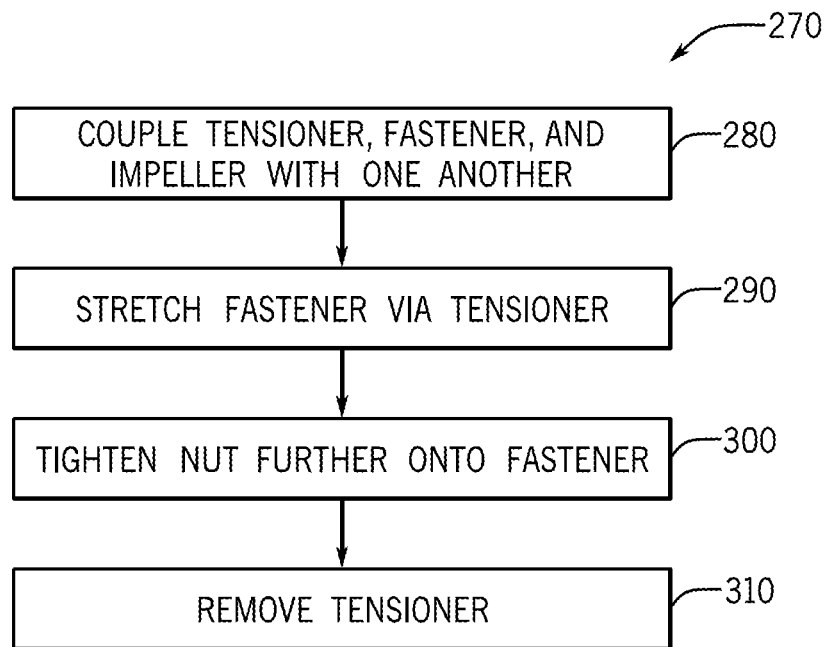 270
COUPLE TENSIONER, FASTENER, AND
IMPELLER WITH ONE ANOTHER
280
STRETCH FASTENER VIA TENSIONER
290
TIGHTEN NUT FURTHER ONTO FASTENER
300
REMOVE TENSIONER
310